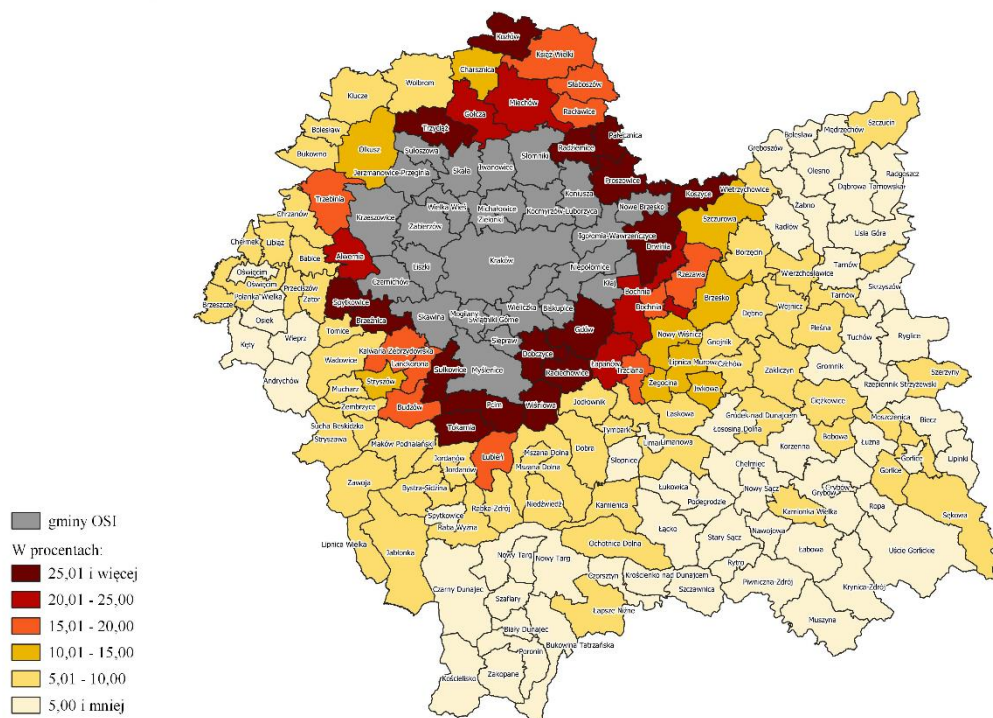 Kozłów
Książ Wielki
Charsznica
Wolbrom
Słaboszów
Klucze
Miechów
Racławice
Gołcza
Szczucin
Bolesław
Trzyciąż
Pałecznica
Bolesław
Mędrzechów
Olkusz
Sułoszowa
Słomniki
Radziemice
Gręboszów
Bukowno
Skała
Iwanowice
Olesno
Radgoszcz
Jerzmanowice-Przeginia
Proszowice
Koszyce
Wietrzychowice
Dąbrowa Tarnowska
Trzebinia
Koniusza
Żabno
Chrzanów
Krzeszowice
Wielka Wieś
Michałowice
Kocmyrzów-Luborzyca
Nowe Brzesko
Szczurowa
Zabierzów
Zielonki
Radłów
Lisia Góra
Chełmek
Libiąż
Igołomia-Wawrzeńczyce
Drwinia
Borzęcin
Babice
Alwernia
Liszki
Kraków
Niepołomice
Rzezawa
Wierzchosławice
Tarnów
Oświęcim
Oświęcim
Przeciszów
Czernichów
Kłaj
Bochnia
Skrzyszów
Polanka Wielka
Zator
Spytkowice
Wieliczka
Biskupice
Bochnia
Brzesko
Tarnów
Brzeszcze
Skawina
Mogilany
Świątniki Górne
Dębno
Wojnicz
Osiek
Brzeźnica
Gdów
Pleśna
Kęty
Wieprz
Tomice
Siepraw
Nowy Wiśnicz
Gnojnik
Tuchów
Ryglice
Wadowice
Kalwaria Zebrzydowska
Dobczyce
Łapanów
Lipnica Murowana
Czchów
Zakliczyn
Gromnik
Szerzyny
Andrychów
Lanckorona
Sułkowice
Myślenice
Raciechowice
Trzciana
Rzepiennik Strzyżewski
Mucharz
Stryszów
Żegocina
Iwkowa
Ciężkowice
Zembrzyce
Budzów
Pcim
Wiśniowa
Jodłownik
Laskowa
Gródek nad Dunajcem
Moszczenica
Biecz
Sucha Beskidzka
Tokarnia
Tymbark
Łososina Dolna
Bobowa
Łużna
Stryszawa
Maków Podhalański
Limanowa
Korzenna
Gorlice
Lipinki
Jordanów
Lubień
Mszana Dolna
Dobra
Słopnice
Chełmiec
Gorlice
Jordanów
Mszana Dolna
Zawoja
Bystra-Sidzina
Łukowica
Nowy Sącz
Grybów
Grybów
Ropa
Sękowa
Rabka-Zdrój
Niedźwiedź
Kamienica
Podegrodzie
Kamionka Wielka
Spytkowice
Raba Wyżna
Łącko
Nawojowa
Lipnica Wielka
Stary Sącz
Łabowa
Uście Gorlickie
Jabłonka
Ochotnica Dolna
Nowy Targ
Nowy Targ
Rytro
Czorsztyn
Krościenko nad Dunajcem
Piwniczna-Zdrój
Krynica-Zdrój
Czarny Dunajec
Szczawnica
Szaflary
Łapsze Niżne
Muszyna
Biały Dunajec
Bukowina Tatrzańska
Poronin
Kościelisko
Zakopane
gminy OSI
W procentach:
25,01 i więcej
20,01 - 25,00
15,01 - 20,00
10,01 - 15,00
5,01 - 10,00
5,00 i mniej